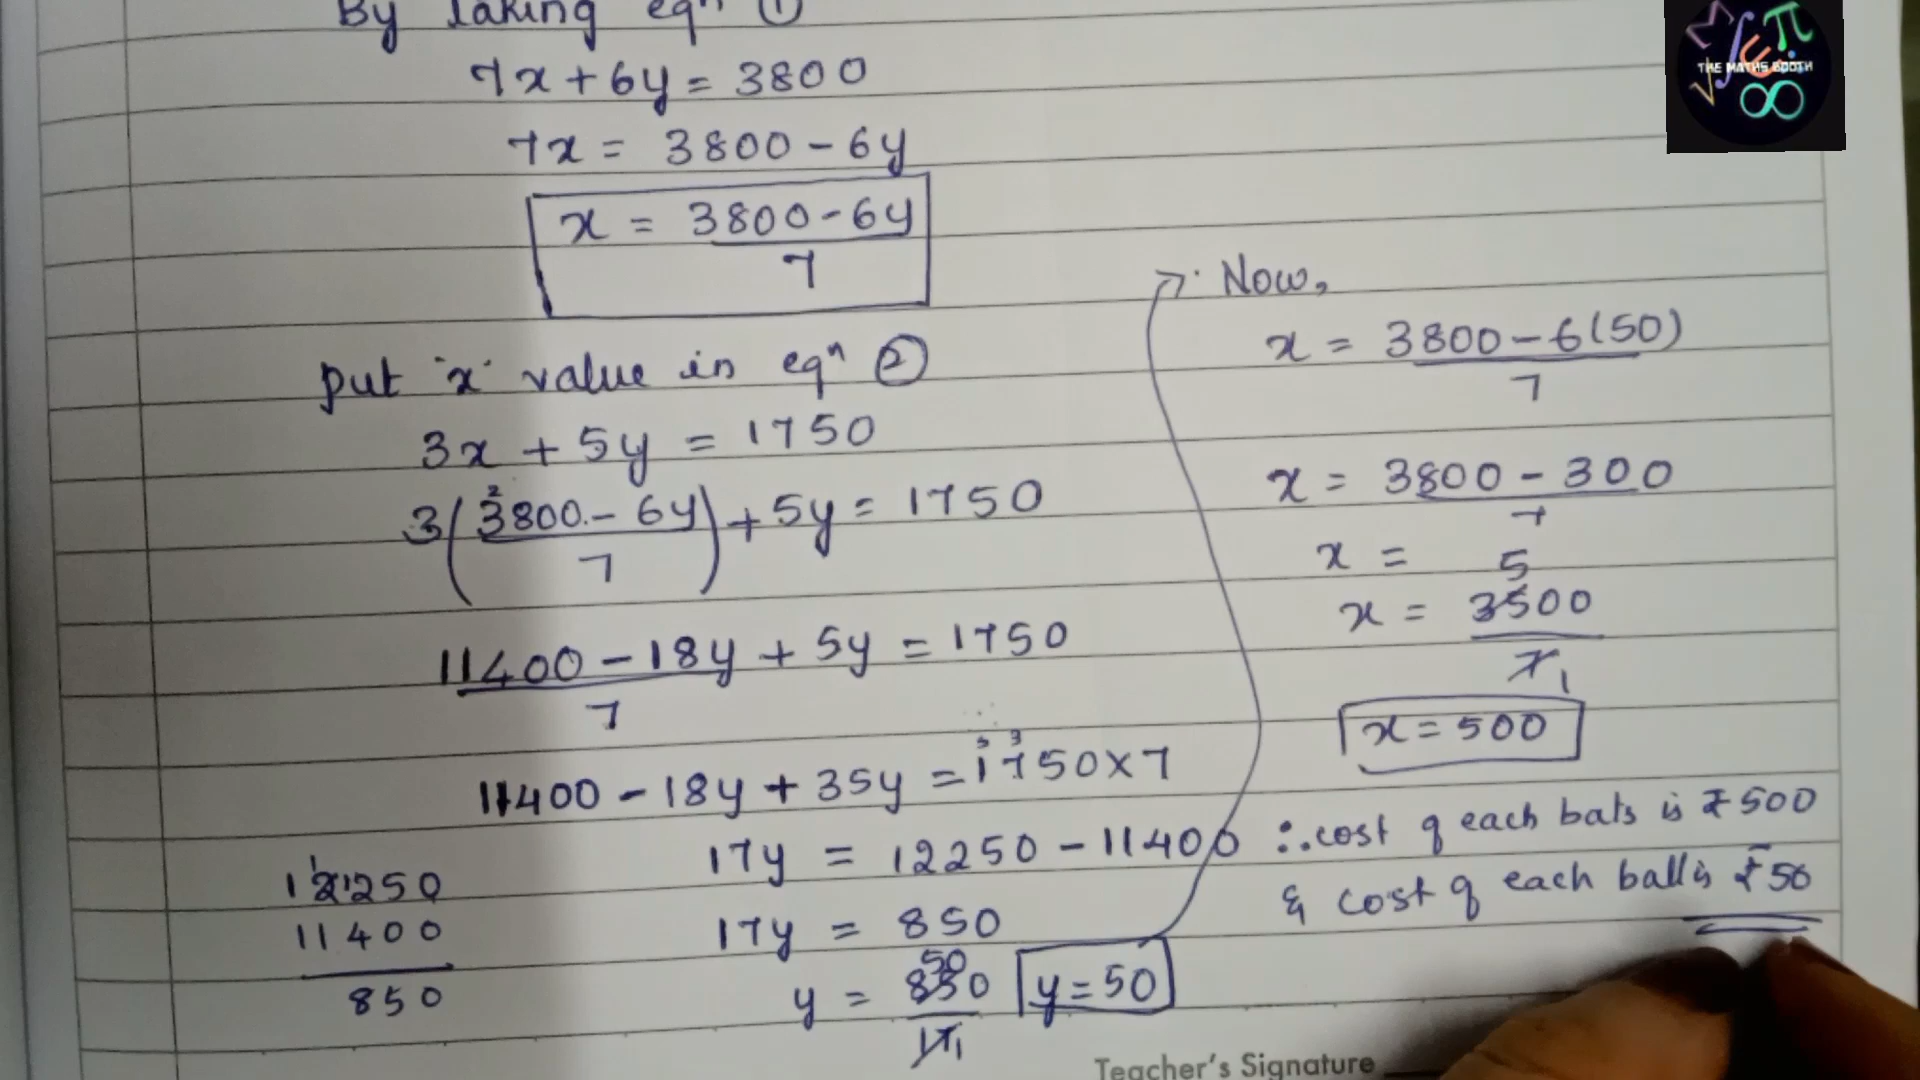 By Taking eqⁿ ①
7x + 6y = 3800
7x = 3800 - 6y
x = 3800 - 6y
7
put 'x' value in eqⁿ ②
3x + 5y = 1750
3(3800 - 6y) + 5y = 1750
7
11400 - 18y + 5y = 1750
7
11400 - 18y + 35y = 1750 x 7
17y = 12250 - 11400
17y = 850
50
y = 850
17 1
y = 50
12250
11400
850
Now,
x = 3800 - 6(50)
7
x = 3800 - 300
7
x =
5
x = 3500
7 1
x = 500
∴ cost of each bats is ₹ 500
& cost of each ball is ₹ 50
Teacher's Signature
THE MATHS BOOTH